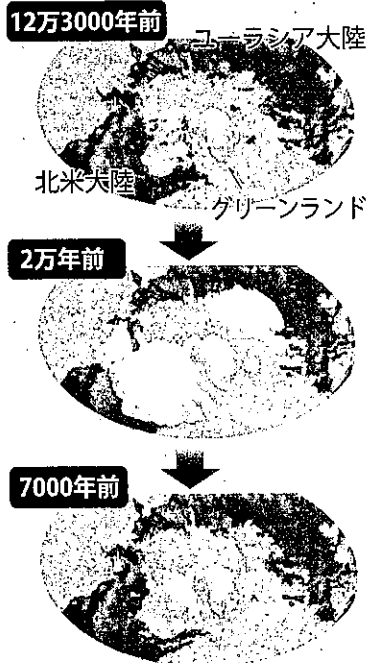 12万3000年前
ユーラシア大陸
北米大陸
グリーンランド
2万年前
7000年前